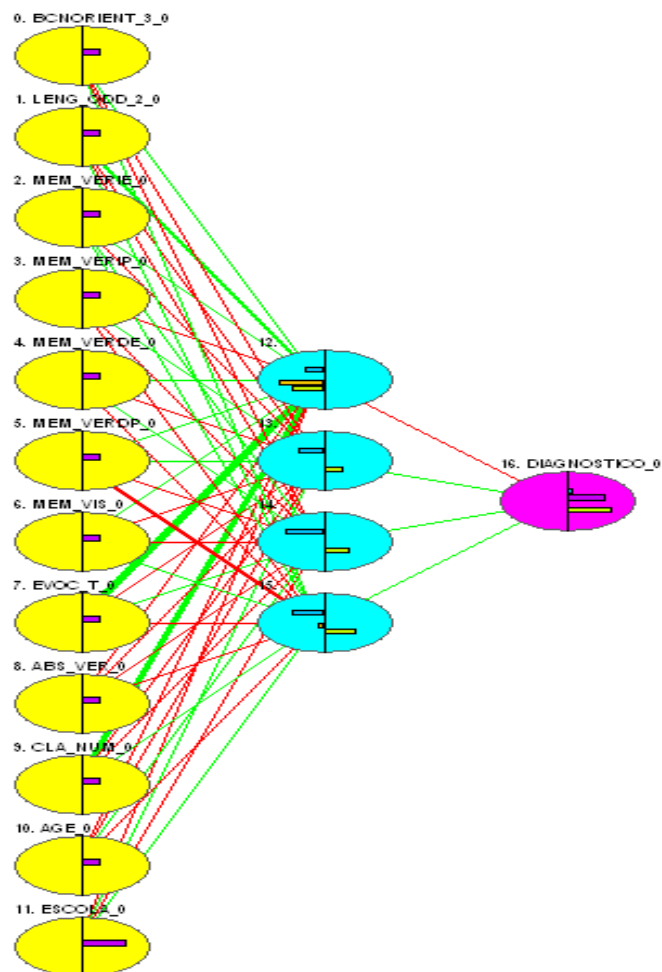 0. BCNORIENT_3_0
1. LENG_ODD_2_0
2. MEM_VERIE_0
3. MEM_VERIP_0
4. MEM_VERDE_0
12.
5. MEM_VERDP_0
13.
16. DIAGNOSTICO_0
6. MEM_VIS_0
14.
7. EVOC_T_0
15.
8. ABS_VER_0
9. CLA_NUM_0
10. AGE_0
11. ESCOLA_0